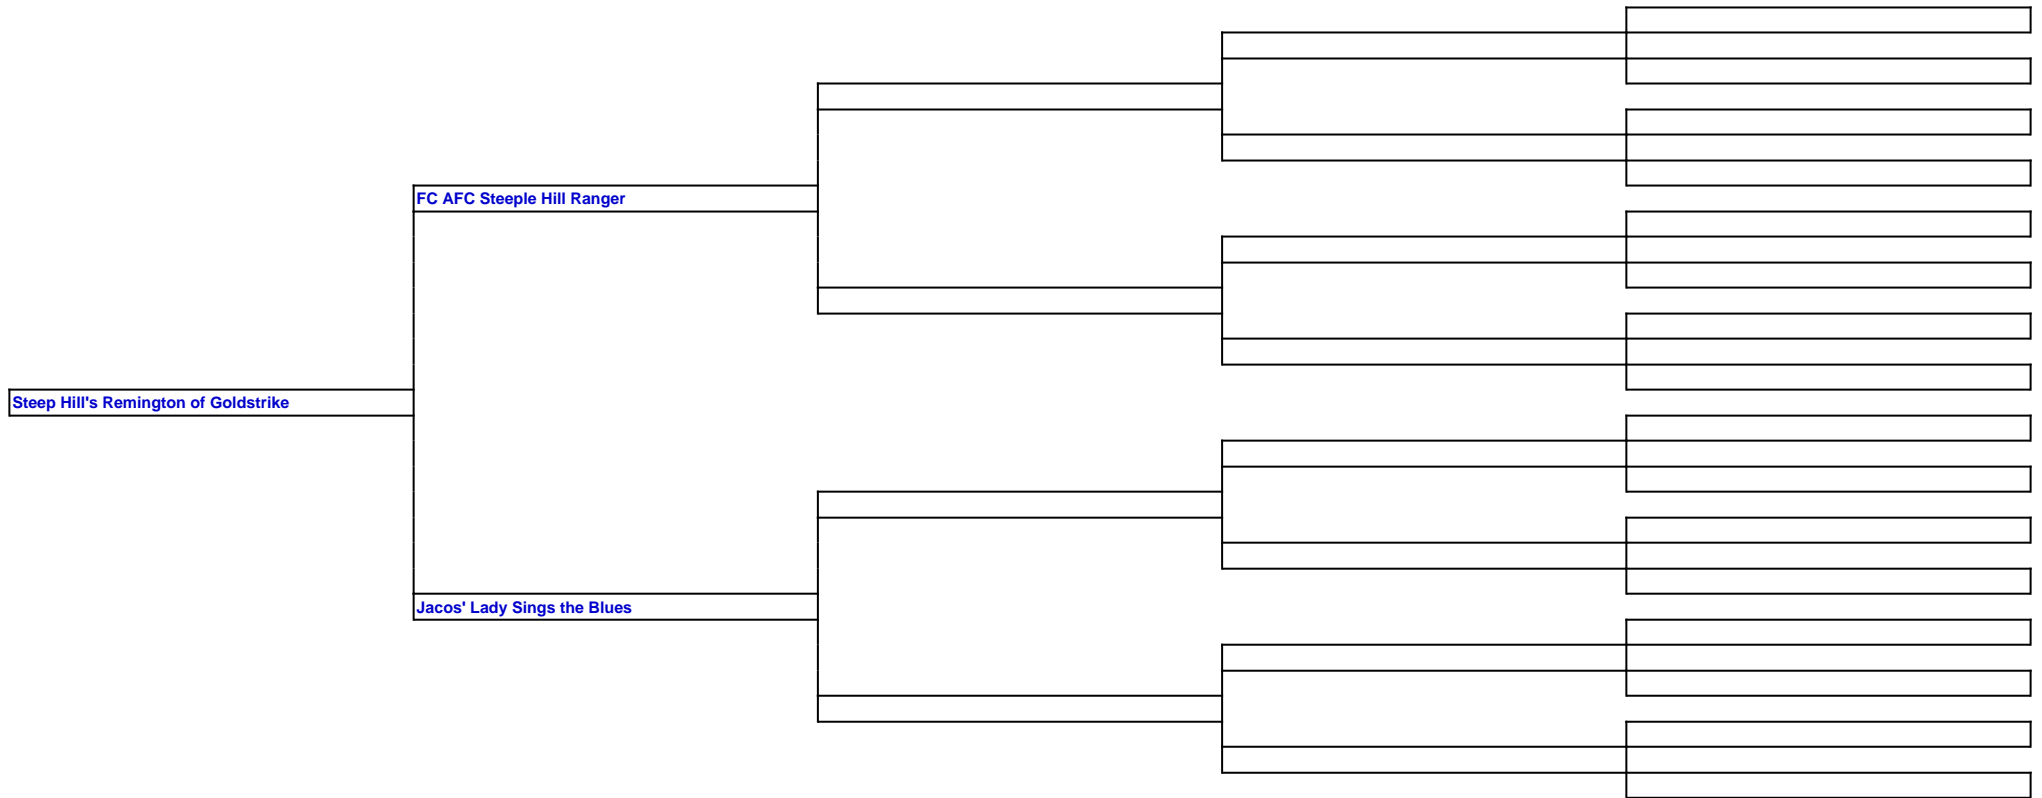 FC AFC Steeple Hill Ranger
Steep Hill's Remington of Goldstrike
Jacos' Lady Sings the Blues